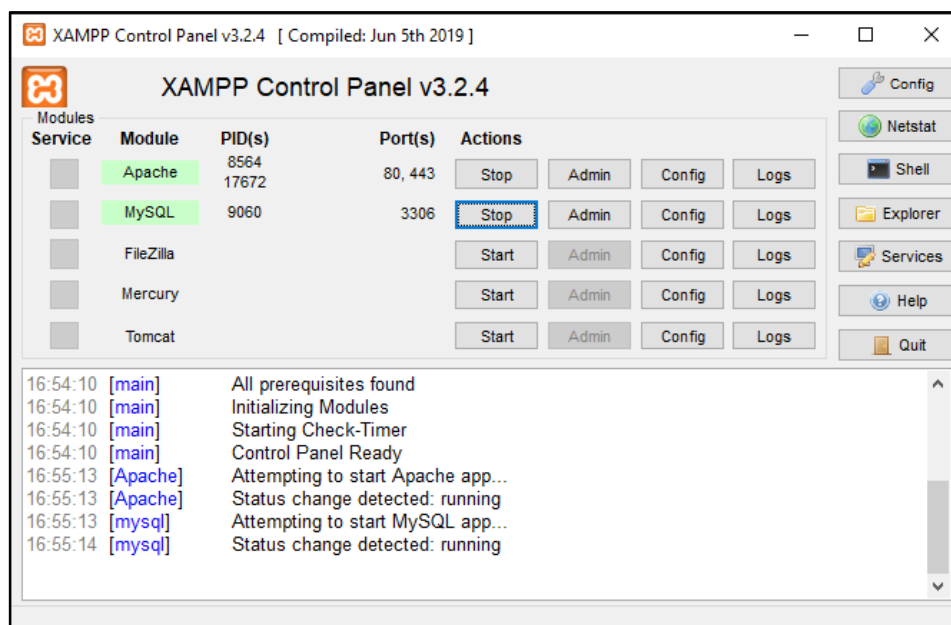 XAMPP Control Panel v3.2.4 [ Compiled: Jun 5th 2019 ]
XAMPP Control Panel v3.2.4
Config
Modules
Service Module PID(s) Port(s) Actions
Netstat
Apache 8564 17672 80, 443 Stop Admin Config Logs
Shell
MySQL 9060 3306 Stop Admin Config Logs
Explorer
FileZilla Start Admin Config Logs
Services
Mercury Start Admin Config Logs
Help
Tomcat Start Admin Config Logs
Quit
16:54:10 [main] All prerequisites found
16:54:10 [main] Initializing Modules
16:54:10 [main] Starting Check-Timer
16:54:10 [main] Control Panel Ready
16:55:13 [Apache] Attempting to start Apache app...
16:55:13 [Apache] Status change detected: running
16:55:13 [mysql] Attempting to start MySQL app...
16:55:14 [mysql] Status change detected: running